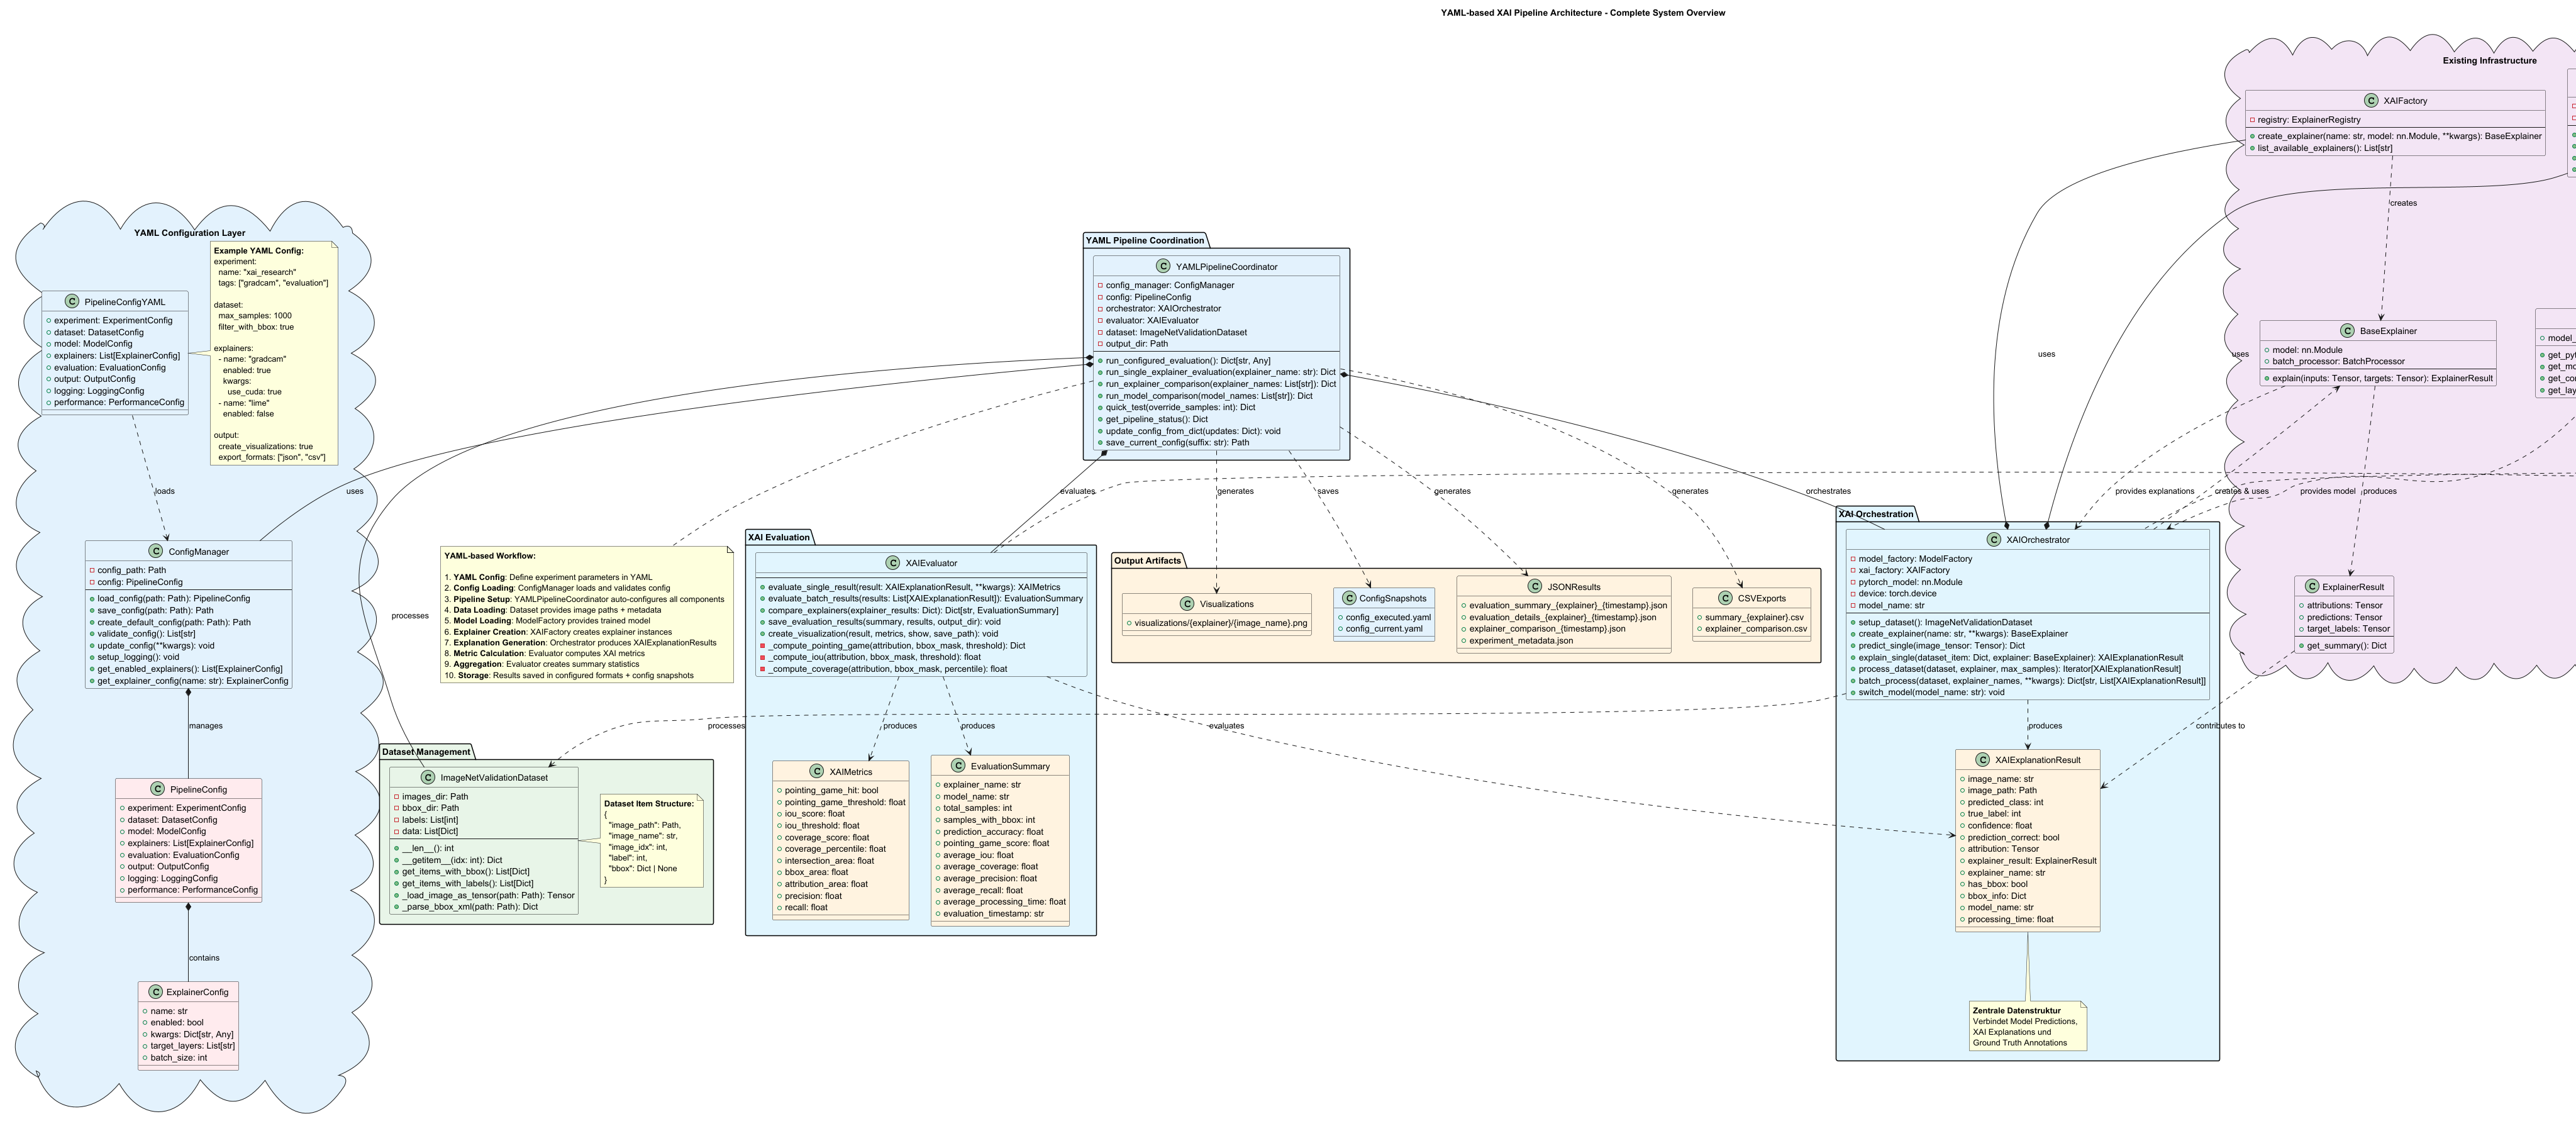 YAML-based XAI Pipeline Architecture - Complete System Overview
YAML Configuration Layer
Example YAML Config:
experiment:
name: "xai_research"
tags: ["gradcam", "evaluation"]
dataset:
max_samples: 1000
filter_with_bbox: true
explainers:
- name: "gradcam"
enabled: true
kwargs:
use_cuda: true
- name: "lime"
enabled: false
output:
create_visualizations: true
export_formats: ["json", "csv"]
C PipelineConfigYAML
experiment: ExperimentConfig
dataset: DatasetConfig
model: ModelConfig
explainers: List[ExplainerConfig]
evaluation: EvaluationConfig
output: OutputConfig
logging: LoggingConfig
performance: PerformanceConfig
loads
uses
C ConfigManager
config_path: Path
config: PipelineConfig
load_config(path: Path): PipelineConfig
save_config(path: Path): Path
create_default_config(path: Path): Path
validate_config(): List[str]
update_config(**kwargs): void
setup_logging(): void
get_enabled_explainers(): List[ExplainerConfig]
get_explainer_config(name: str): ExplainerConfig
manages
C PipelineConfig
experiment: ExperimentConfig
dataset: DatasetConfig
model: ModelConfig
explainers: List[ExplainerConfig]
evaluation: EvaluationConfig
output: OutputConfig
logging: LoggingConfig
performance: PerformanceConfig
contains
C ExplainerConfig
name: str
enabled: bool
kwargs: Dict[str, Any]
target_layers: List[str]
batch_size: int
processes
YAML-based Workflow:
1. YAML Config: Define experiment parameters in YAML
2. Config Loading: ConfigManager loads and validates config
3. Pipeline Setup: YAMLPipelineCoordinator auto-configures all components
4. Data Loading: Dataset provides image paths + metadata
5. Model Loading: ModelFactory provides trained model
6. Explainer Creation: XAIFactory creates explainer instances
7. Explanation Generation: Orchestrator produces XAIExplanationResults
8. Metric Calculation: Evaluator computes XAI metrics
9. Aggregation: Evaluator creates summary statistics
10. Storage: Results saved in configured formats + config snapshots
Dataset Management
C ImageNetValidationDataset
images_dir: Path
bbox_dir: Path
labels: List[int]
data: List[Dict]
__len__(): int
__getitem__(idx: int): Dict
get_items_with_bbox(): List[Dict]
get_items_with_labels(): List[Dict]
_load_image_as_tensor(path: Path): Tensor
_parse_bbox_xml(path: Path): Dict
Dataset Item Structure:
{
"image_path": Path,
"image_name": str,
"image_idx": int,
"label": int,
"bbox": Dict | None
}
YAML Pipeline Coordination
C YAMLPipelineCoordinator
config_manager: ConfigManager
config: PipelineConfig
orchestrator: XAIOrchestrator
evaluator: XAIEvaluator
dataset: ImageNetValidationDataset
output_dir: Path
run_configured_evaluation(): Dict[str, Any]
run_single_explainer_evaluation(explainer_name: str): Dict
run_explainer_comparison(explainer_names: List[str]): Dict
run_model_comparison(model_names: List[str]): Dict
quick_test(override_samples: int): Dict
get_pipeline_status(): Dict
update_config_from_dict(updates: Dict): void
save_current_config(suffix: str): Path
evaluates
generates
saves
generates
generates
orchestrates
XAI Evaluation
C XAIEvaluator
evaluate_single_result(result: XAIExplanationResult, **kwargs): XAIMetrics
evaluate_batch_results(results: List[XAIExplanationResult]): EvaluationSummary
compare_explainers(explainer_results: Dict): Dict[str, EvaluationSummary]
save_evaluation_results(summary, results, output_dir): void
create_visualization(result, metrics, show, save_path): void
_compute_pointing_game(attribution, bbox_mask, threshold): Dict
_compute_iou(attribution, bbox_mask, threshold): float
_compute_coverage(attribution, bbox_mask, percentile): float
processes
produces
produces
evaluates
C XAIMetrics
pointing_game_hit: bool
pointing_game_threshold: float
iou_score: float
iou_threshold: float
coverage_score: float
coverage_percentile: float
intersection_area: float
bbox_area: float
attribution_area: float
precision: float
recall: float
C EvaluationSummary
explainer_name: str
model_name: str
total_samples: int
samples_with_bbox: int
prediction_accuracy: float
pointing_game_score: float
average_iou: float
average_coverage: float
average_precision: float
average_recall: float
average_processing_time: float
evaluation_timestamp: str
Output Artifacts
C Visualizations
visualizations/{explainer}/{image_name}.png
C ConfigSnapshots
config_executed.yaml
config_current.yaml
C JSONResults
evaluation_summary_{explainer}_{timestamp}.json
evaluation_details_{explainer}_{timestamp}.json
explainer_comparison_{timestamp}.json
experiment_metadata.json
C CSVExports
summary_{explainer}.csv
explainer_comparison.csv
XAI Orchestration
C XAIOrchestrator
model_factory: ModelFactory
xai_factory: XAIFactory
pytorch_model: nn.Module
device: torch.device
model_name: str
setup_dataset(): ImageNetValidationDataset
create_explainer(name: str, **kwargs): BaseExplainer
predict_single(image_tensor: Tensor): Dict
explain_single(dataset_item: Dict, explainer: BaseExplainer): XAIExplanationResult
process_dataset(dataset, explainer, max_samples): Iterator[XAIExplanationResult]
batch_process(dataset, explainer_names, **kwargs): Dict[str, List[XAIExplanationResult]]
switch_model(model_name: str): void
produces
contributes to
C XAIExplanationResult
image_name: str
image_path: Path
predicted_class: int
true_label: int
confidence: float
prediction_correct: bool
attribution: Tensor
explainer_result: ExplainerResult
explainer_name: str
has_bbox: bool
bbox_info: Dict
model_name: str
processing_time: float
Zentrale Datenstruktur
Verbindet Model Predictions,
XAI Explanations und
Ground Truth Annotations
Existing Infrastructure
C XAIFactory
registry: ExplainerRegistry
create_explainer(name: str, model: nn.Module, **kwargs): BaseExplainer
list_available_explainers(): List[str]
creates
uses
uses
C BaseExplainer
model: nn.Module
batch_processor: BatchProcessor
explain(inputs: Tensor, targets: Tensor): ExplainerResult
provides explanations
creates & uses
provides model
produces
C ExplainerResult
attributions: Tensor
predictions: Tensor
target_labels: Tensor
get_summary(): Dict
model_
get_pyt
get_mo
get_co
get_lay